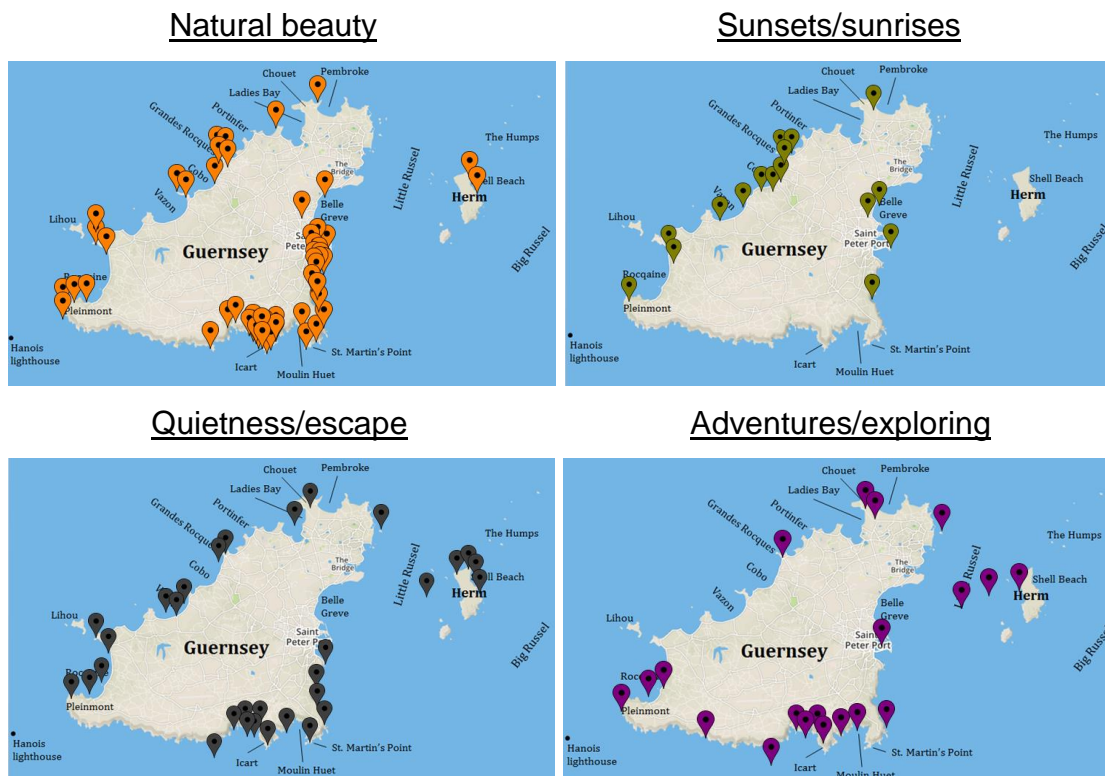 Natural beauty
Chouet
Pembroke
Ladies Bay
Portinfer
Grandes Rocques
The Humps
The
Bridge
Little Russel
Cobo
Beach
Herm
Vazon
Belle
Greve
Lihou
Guernsey
Big Russel
Pleinmont
Hanois
lighthouse
St. Martin's Point
Icart
Moulin Huet
Sunsets/sunrises
Chouet
Pembroke
Ladies Bay
Portinfer
Grandes Rocques
The Humps
The
Bridge
Little Russel
Shell Beach
Herm
Belle
Greve
Lihou
Saint
Peter Port
Guernsey
Big Russel
Rocqaine
Pleinmont
Hanois
lighthouse
St. Martin's Point
Icart
Moulin Huet
Quietness/escape
Chouet
Pembroke
Ladies Bay
Portinfer
Grandes Rocques
The Humps
The
Bridge
Little Russel
Cobo
Shell Beach
Herm
Belle
Greve
Lihou
Saint
Peter
Guernsey
Big Russel
Pleinmont
Hanois
lighthouse
St. Martin's Point
Icart
Moulin Huet
Adventures/exploring
Chouet
Pembroke
Ladies Bay
Portinfer
Grandes Rocques
The Humps
The
Bridge
Russel
Cobo
Shell Beach
Herm
Vazon
Belle
Greve
Lihou
Saint
Peter Port
Guernsey
Big Russel
Pleinmont
Hanois
lighthouse
St. Martin's Point
Icart
Moulin Huet